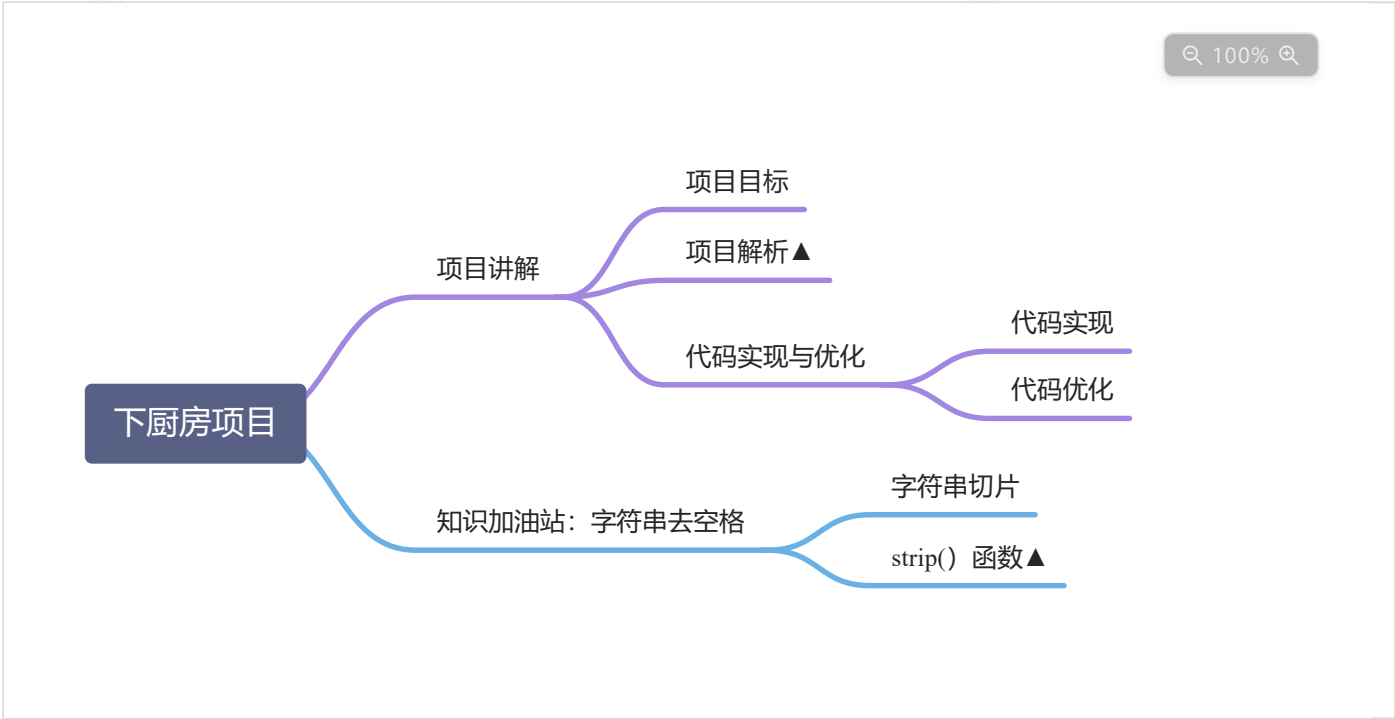 100%
项目目标
项目解析▲
项目讲解
代码实现
代码实现与优化
代码优化
下厨房项目
字符串切片
知识加油站：字符串去空格
strip(）函数▲